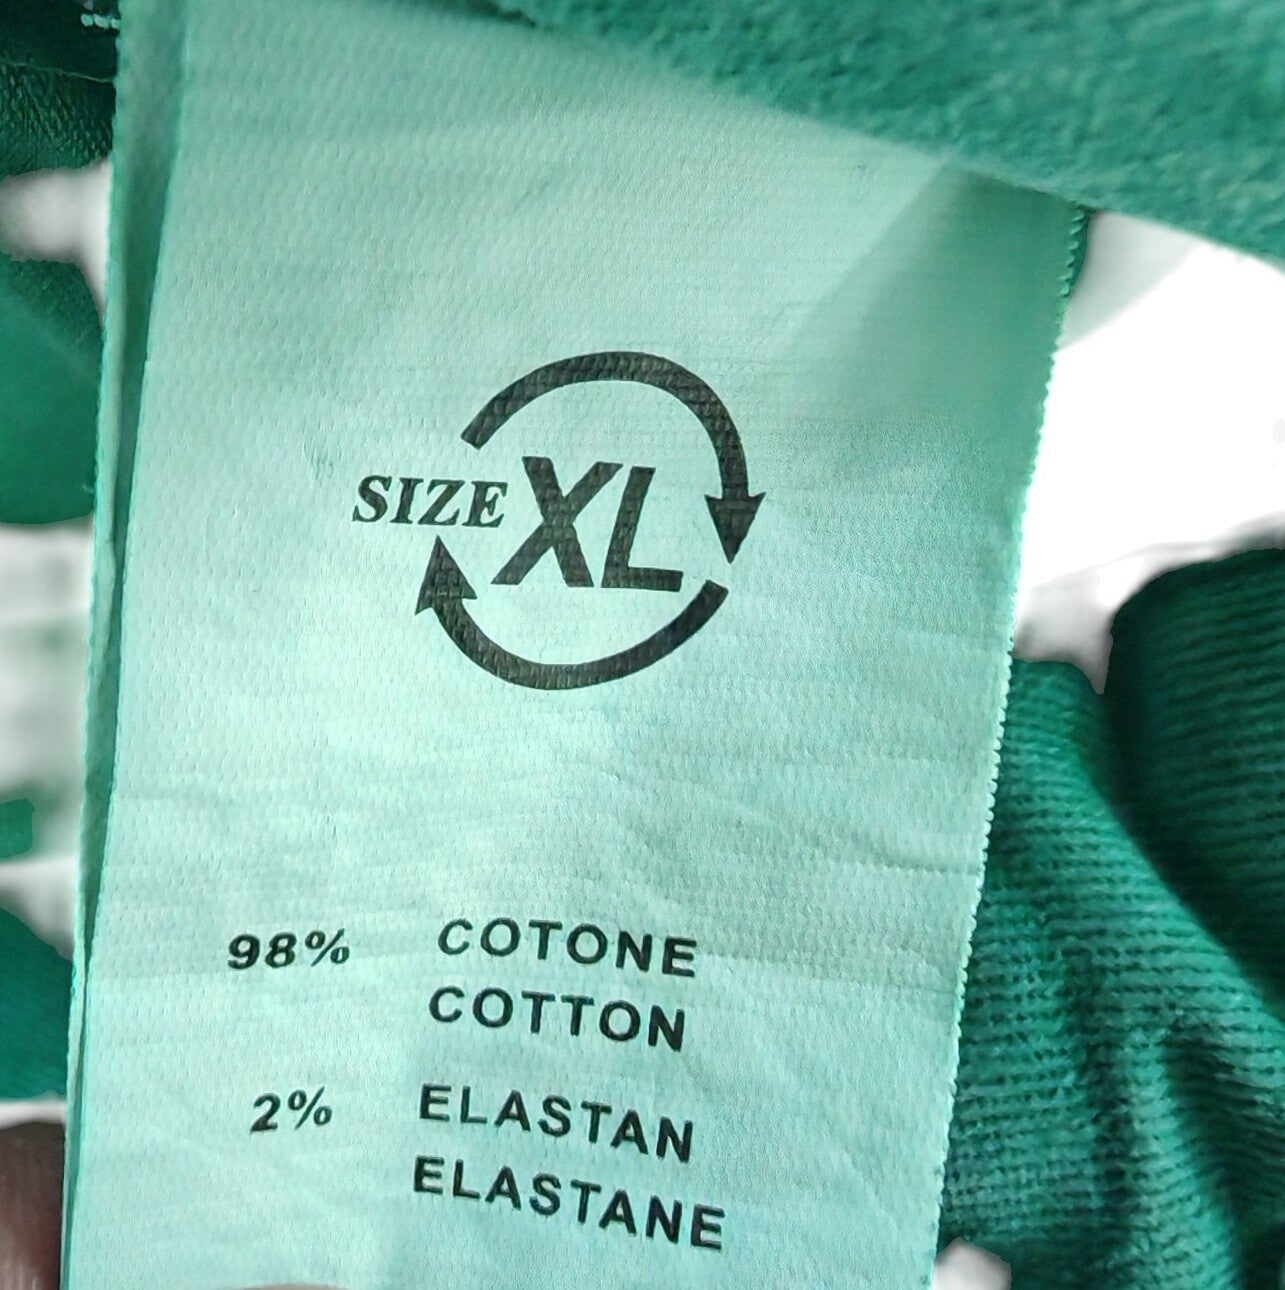 SIZE XL
98% COTONE
COTTON
2% ELASTAN
ELASTANE